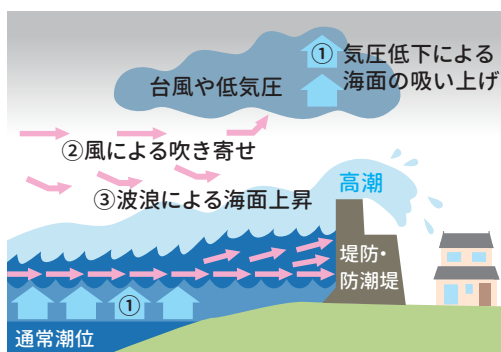 ① 気圧低下による
海面の吸い上げ
台風や低気圧
②風による吹き寄せ
③波浪による海面上昇
高潮
堤防・
防潮堤
①
通常潮位